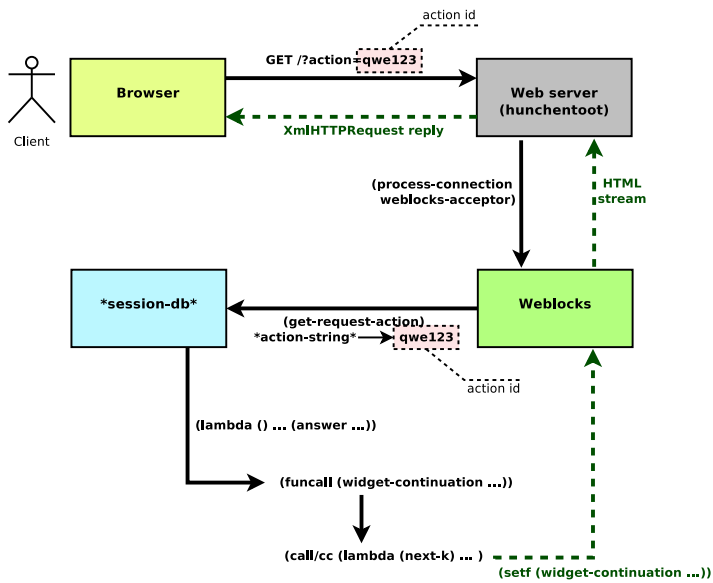 action id
GET /?action=qwe123
Browser
Web server
(hunchentoot)
XmlHTTPRequest reply
Client
(process-connection
weblocks-acceptor)
HTML
stream
*session-db*
Weblocks
(get-request-action)
*action-string*
qwe123
action id
(lambda () ... (answer ...))
(funcall (widget-continuation ...))
(call/cc (lambda (next-k) ... )
(setf (widget-continuation ...))